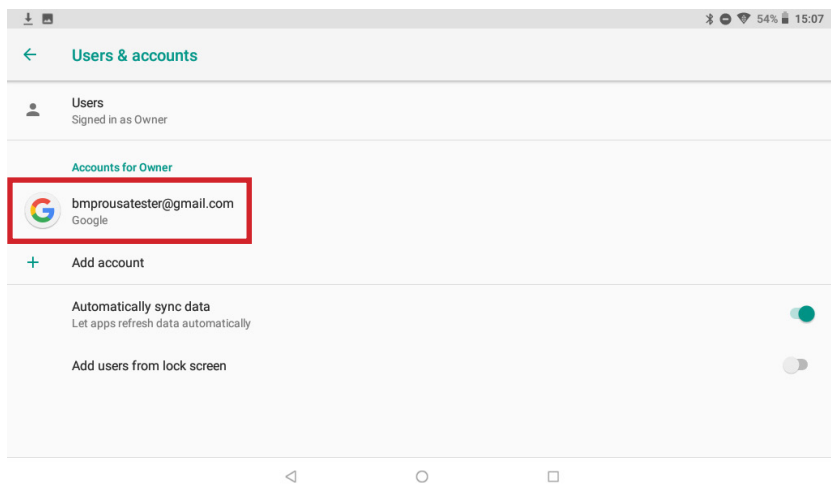 54% 15:07
Users & accounts
Users
Signed in as Owner
Accounts for Owner
bmprousatester@gmail.com
Google
Add account
Automatically sync data
Let apps refresh data automatically
Add users from lock screen